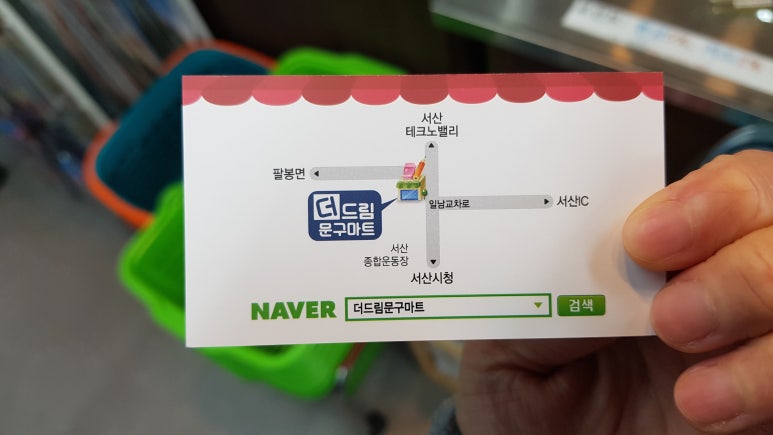 서산
테크노밸리
팔봉면
일남교차로
서산IC
더드림
문구마트
서산
종합운동장
서산시청
NAVER 더드림문구마트 검색